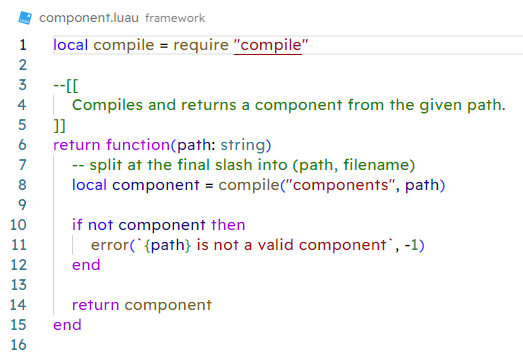 component.luau framework
1 local compile = require "compile"
2
3 --[[
4 Compiles and returns a component from the given path.
5 ]]
6 return function(path: string)
7 -- split at the final slash into (path, filename)
8 local component = compile("components", path)
9
10 if not component then
11 error(`{path} is not a valid component`, -1)
12 end
13
14 return component
15 end
16